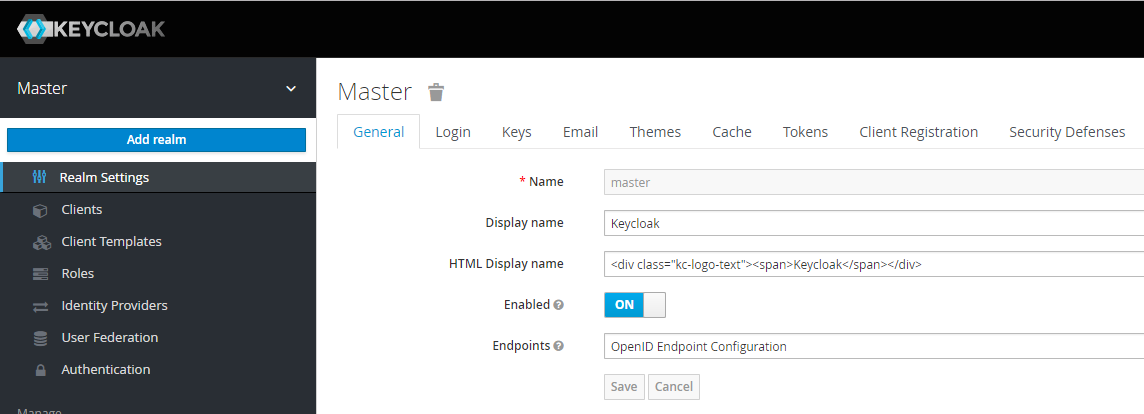 KEYCLOAK
Master
Add realm
Realm Settings
Clients
Client Templates
Roles
Identity Providers
User Federation
Authentication
Manage
Master
General Login Keys Email Themes Cache Tokens Client Registration Security Defenses
* Name master
Display name Keycloak
HTML Display name <div class="kc-logo-text"><span>Keycloak</span></div>
Enabled ? ON
Endpoints ? OpenID Endpoint Configuration
Save Cancel